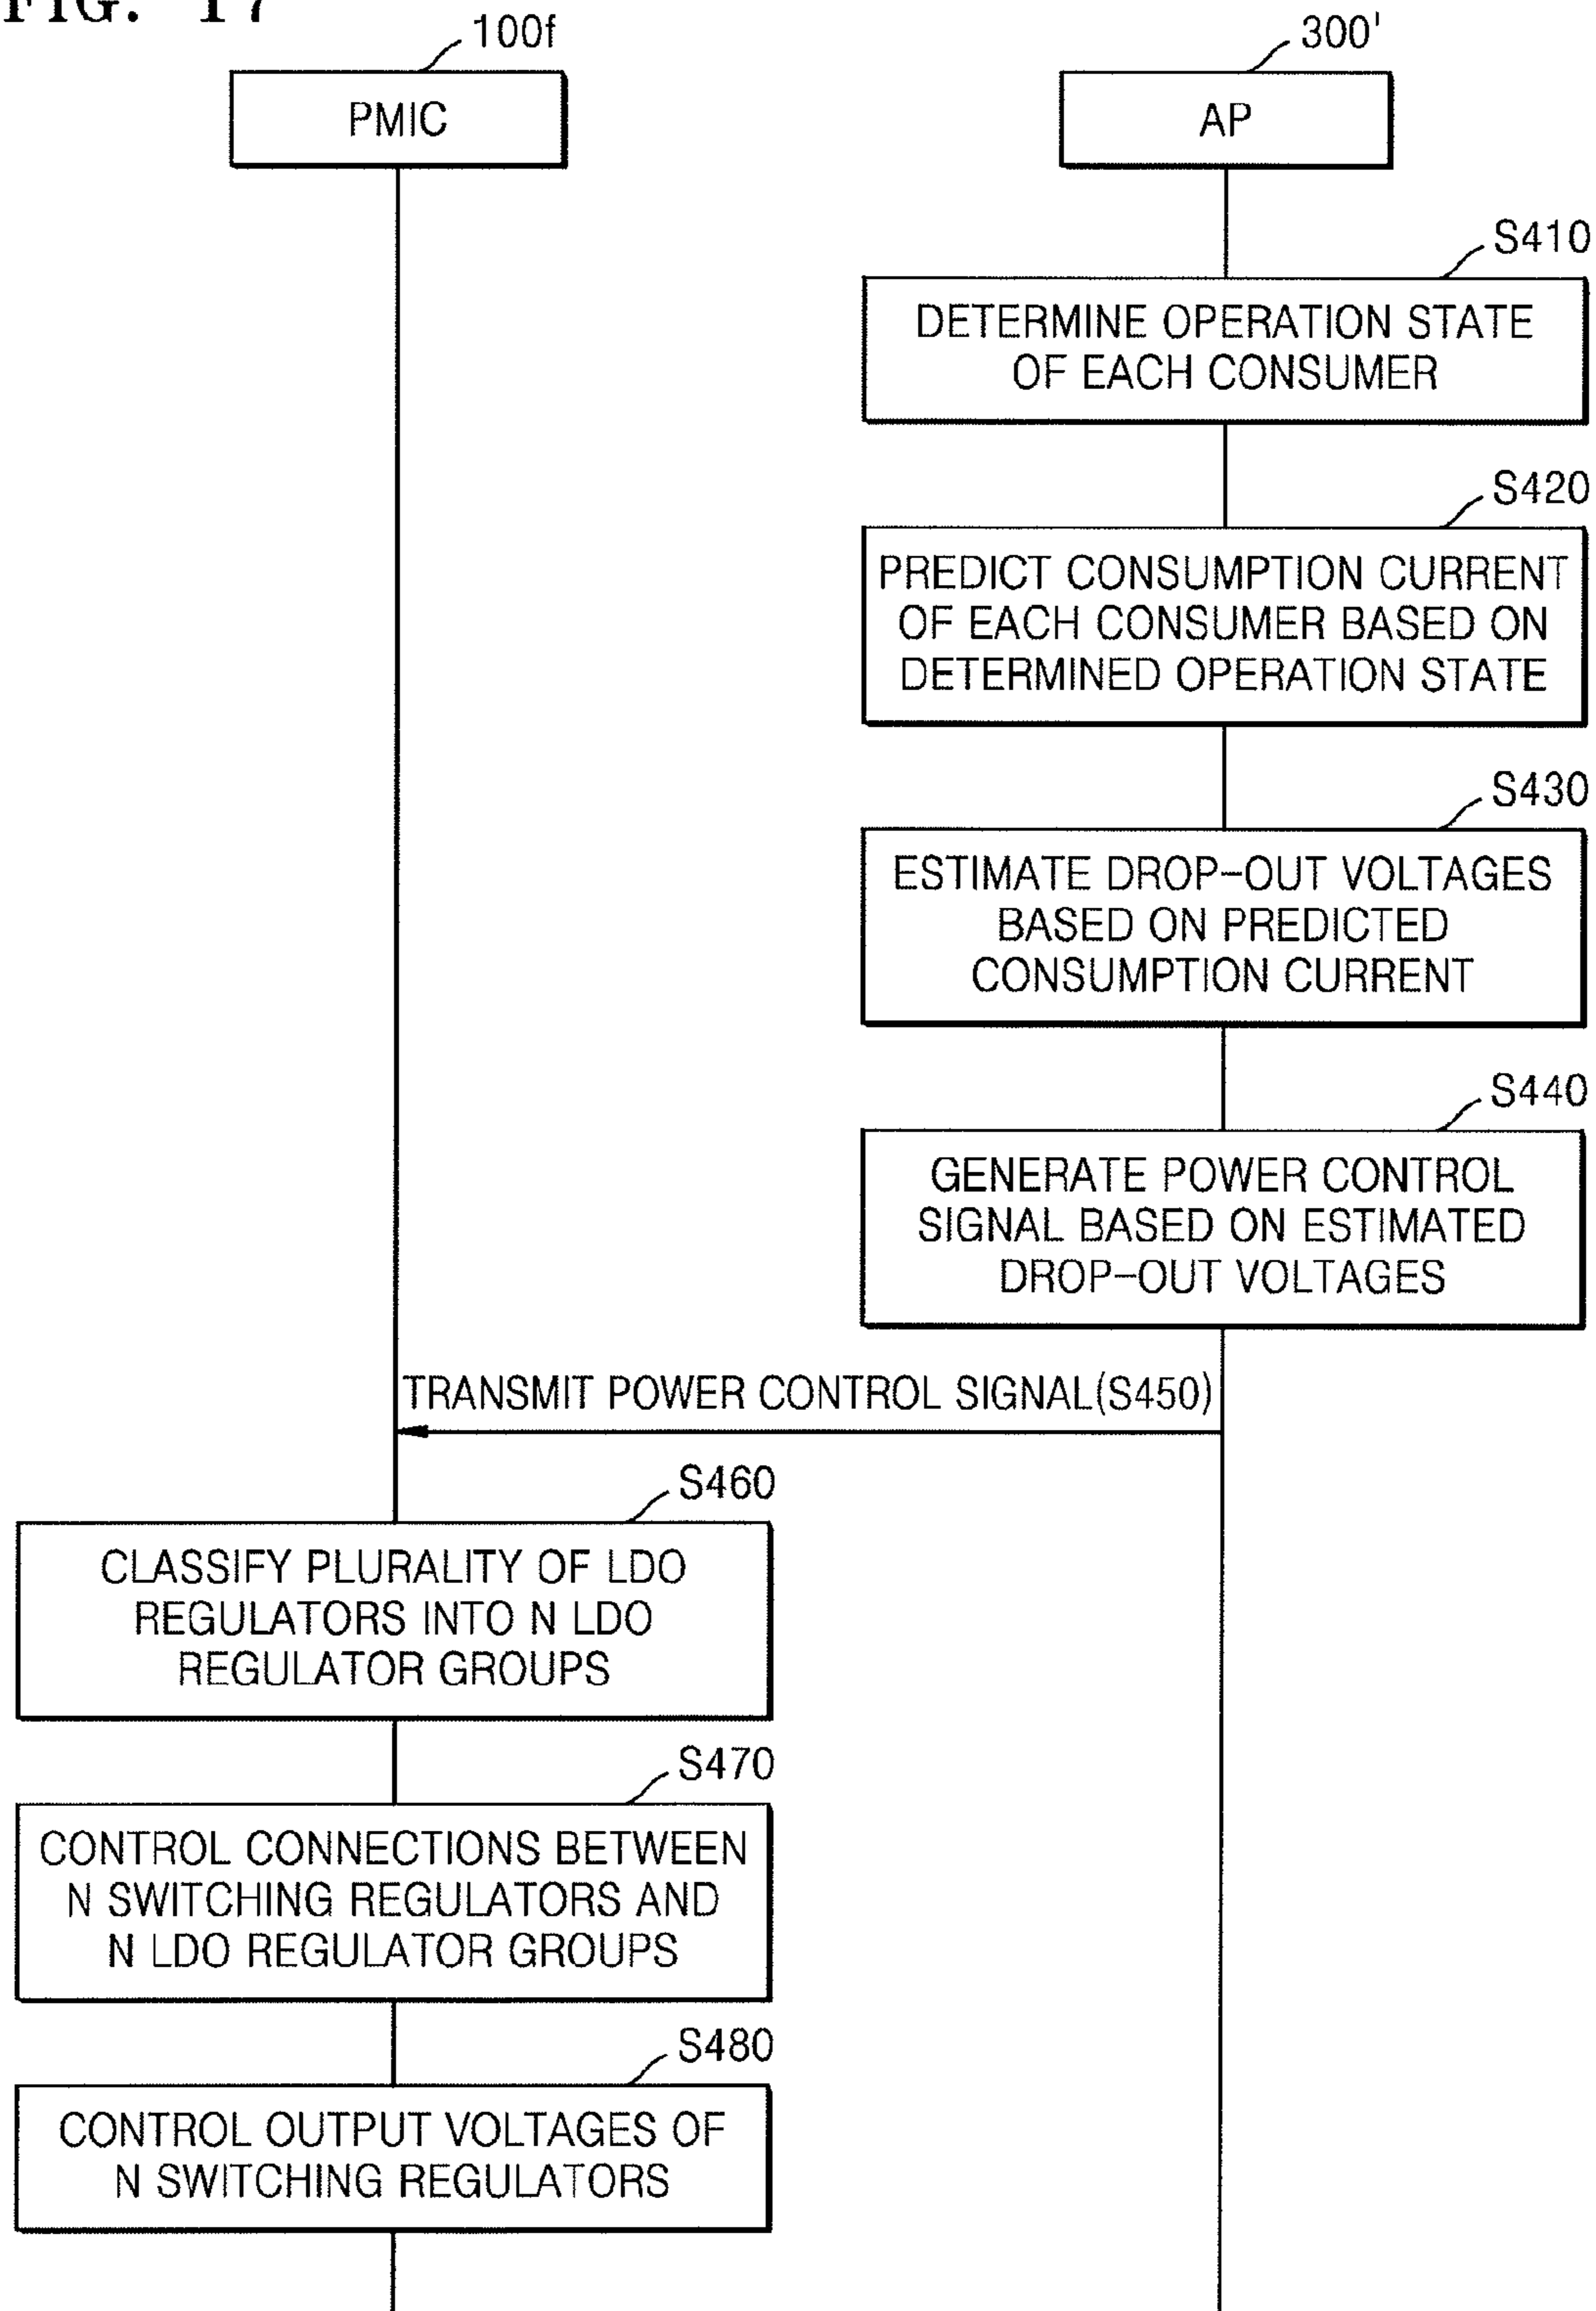 FIG. 17
100f
300'
PMIC
AP
S410
DETERMINE OPERATION STATE
OF EACH CONSUMER
S420
PREDICT CONSUMPTION CURRENT
OF EACH CONSUMER BASED ON
DETERMINED OPERATION STATE
S430
ESTIMATE DROP-OUT VOLTAGES
BASED ON PREDICTED
CONSUMPTION CURRENT
S440
GENERATE POWER CONTROL
SIGNAL BASED ON ESTIMATED
DROP-OUT VOLTAGES
TRANSMIT POWER CONTROL SIGNAL(S450)
S460
CLASSIFY PLURALITY OF LDO
REGULATORS INTO N LDO
REGULATOR GROUPS
S470
CONTROL CONNECTIONS BETWEEN
N SWITCHING REGULATORS AND
N LDO REGULATOR GROUPS
S480
CONTROL OUTPUT VOLTAGES OF
N SWITCHING REGULATORS